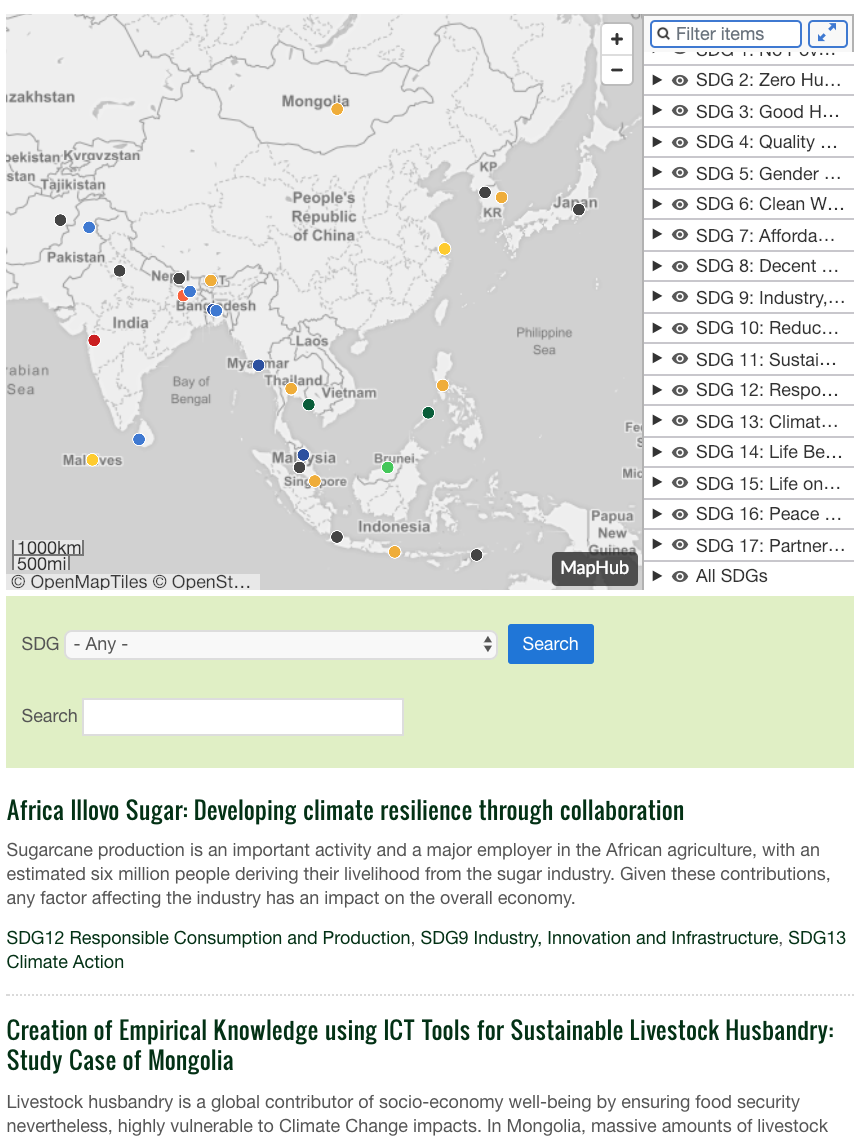 Filter items
SDG 2: Zero Hu...
SDG 3: Good H...
SDG 4: Quality ...
SDG 5: Gender ...
SDG 6: Clean W...
SDG 7: Afforda...
SDG 8: Decent ...
SDG 9: Industry,...
SDG 10: Reduc...
SDG 11: Sustai...
SDG 12: Respo...
SDG 13: Climat...
SDG 14: Life Be...
SDG 15: Life on...
SDG 16: Peace ...
SDG 17: Partner...
All SDGs
+
−
zakhstan
Mongolia
bekistan Kyrgyzstan
stan
Tajikistan
KP
People's
Republic
of China
KR
Japan
Pakistan
Nepal
BT
Bangladesh
India
Laos
Philippine
Sea
rabian
Sea
Myanmar
Bay of
Bengal
Thailand
Vietnam
Maldives
Malaysia
Brunei
Singapore
Fe
Mic
Indonesia
Papua
New
Guinea
1000km
500mil
© OpenMapTiles © OpenSt...
MapHub
SDG
- Any -
Search
Search
Africa Illovo Sugar: Developing climate resilience through collaboration
Sugarcane production is an important activity and a major employer in the African agriculture, with an
estimated six million people deriving their livelihood from the sugar industry. Given these contributions,
any factor affecting the industry has an impact on the overall economy.
SDG12 Responsible Consumption and Production, SDG9 Industry, Innovation and Infrastructure, SDG13
Climate Action
Creation of Empirical Knowledge using ICT Tools for Sustainable Livestock Husbandry:
Study Case of Mongolia
Livestock husbandry is a global contributor of socio-economy well-being by ensuring food security
nevertheless, highly vulnerable to Climate Change impacts. In Mongolia, massive amounts of livestock